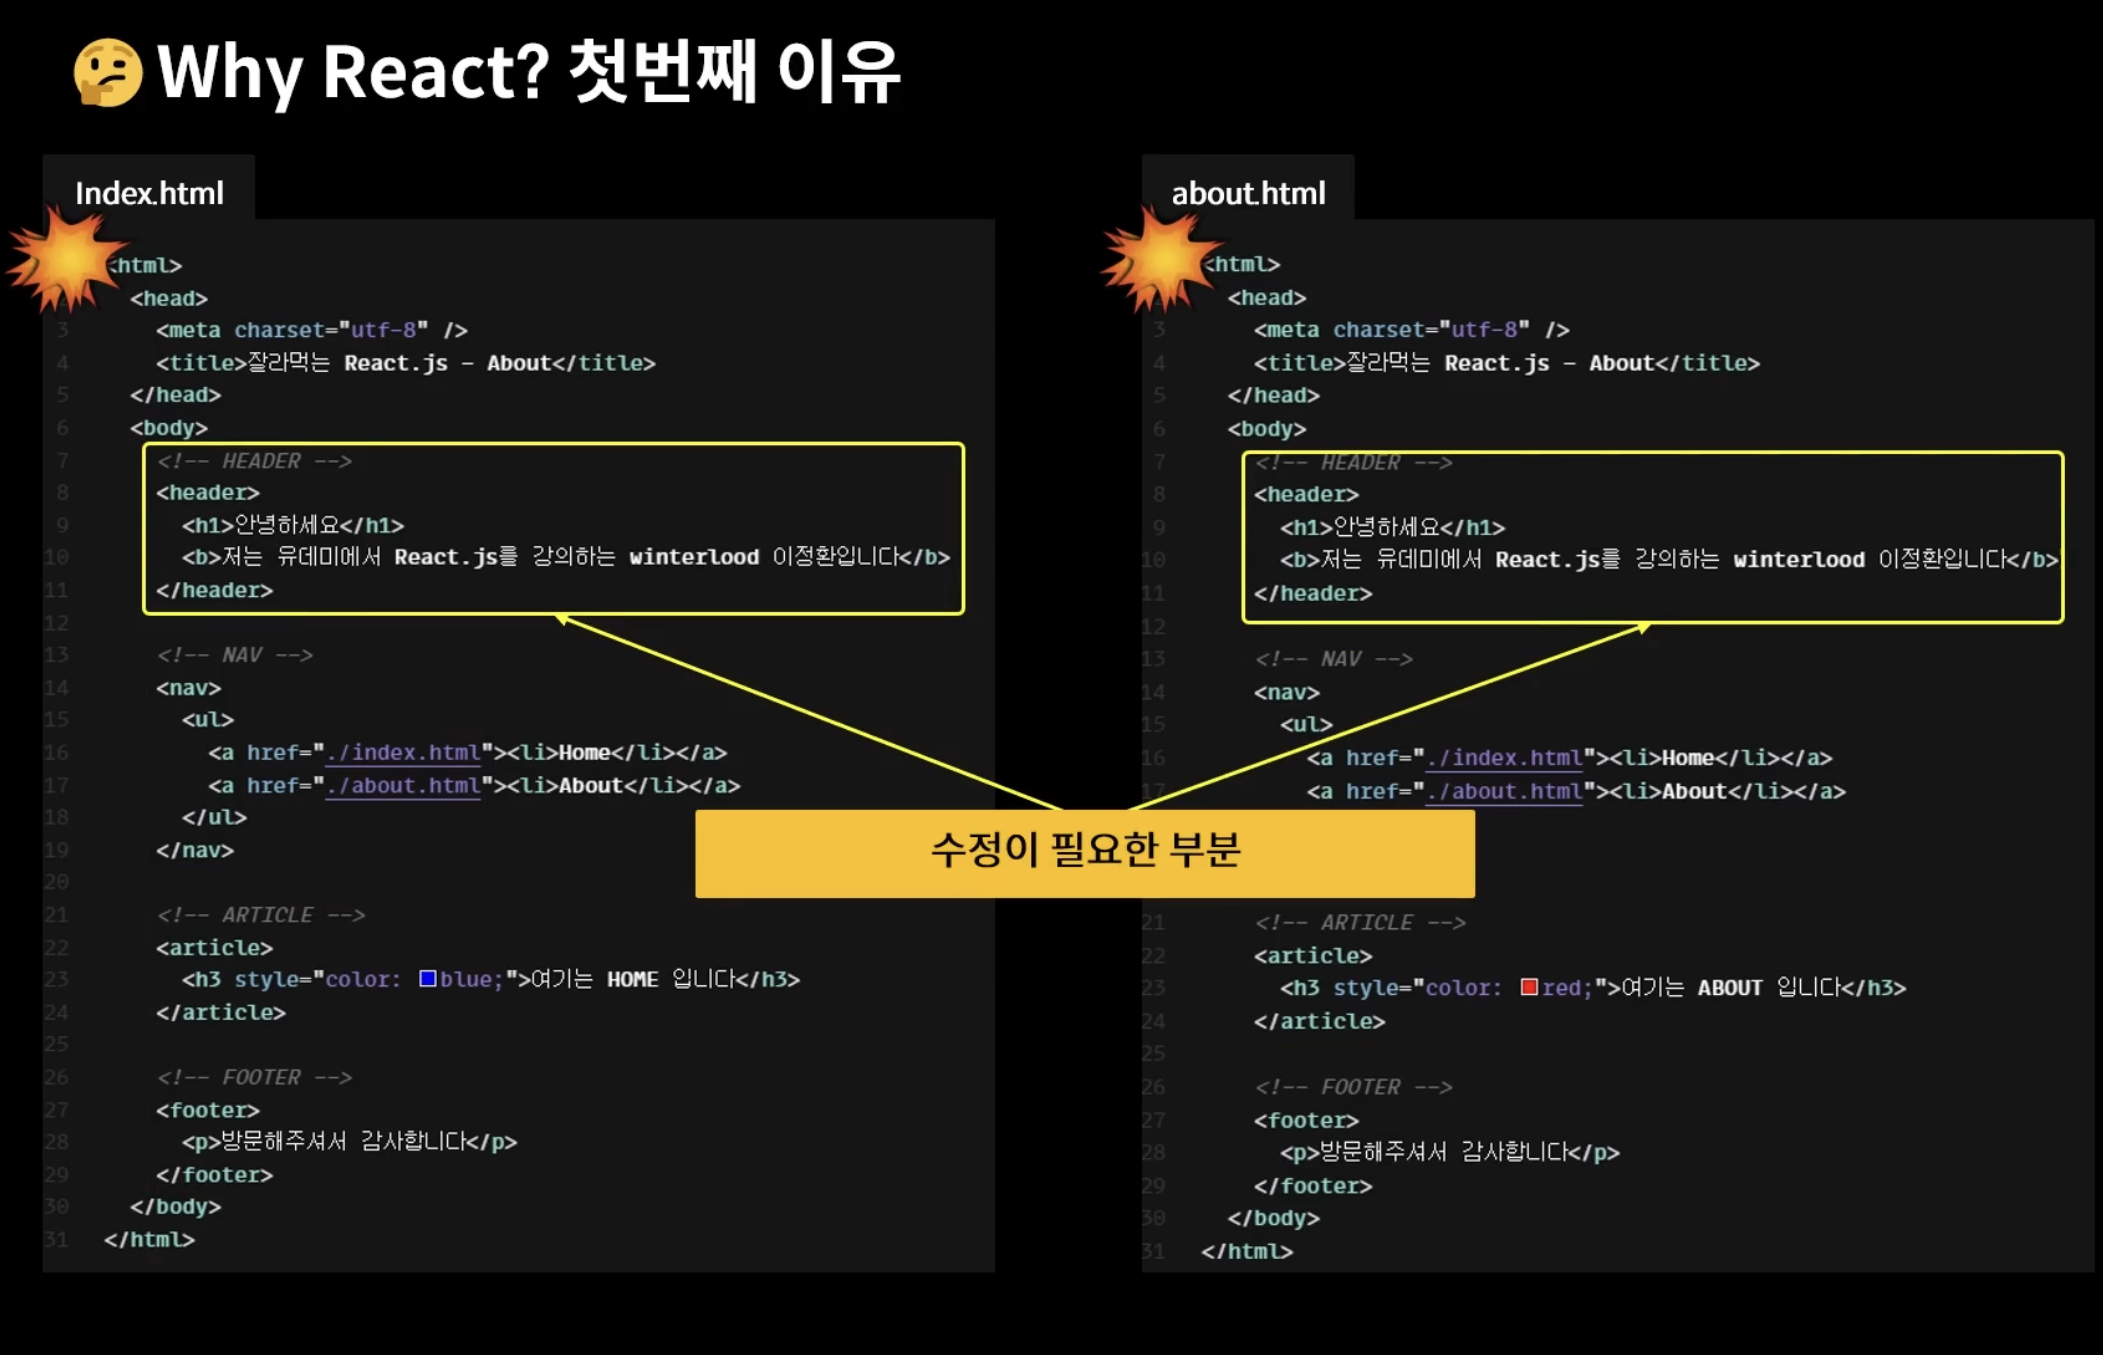 Why React? 첫번째 이유
Index.html
<html>
<head>
3 <meta charset="utf-8" />
4 <title>잘라먹는 React.js - About</title>
5 </head>
6 <body>
7 <!-- HEADER -->
8 <header>
9 <h1>안녕하세요</h1>
10 <b>저는 유데미에서 React.js를 강의하는 winterlood 이정환입니다</b>
11 </header>
12
13 <!-- NAV -->
14 <nav>
15 <ul>
16 <a href="./index.html"><li>Home</li></a>
17 <a href="./about.html"><li>About</li></a>
18 </ul>
19 </nav>
20
21 <!-- ARTICLE -->
22 <article>
23 <h3 style="color: blue;">여기는 HOME 입니다</h3>
24 </article>
25
26 <!-- FOOTER -->
27 <footer>
28 <p>방문해주셔서 감사합니다</p>
29 </footer>
30 </body>
31 </html>
about.html
<html>
<head>
3 <meta charset="utf-8" />
4 <title>잘라먹는 React.js - About</title>
5 </head>
6 <body>
7 <!-- HEADER -->
8 <header>
9 <h1>안녕하세요</h1>
10 <b>저는 유데미에서 React.js를 강의하는 winterlood 이정환입니다</b>
11 </header>
12
13 <!-- NAV -->
14 <nav>
15 <ul>
16 <a href="./index.html"><li>Home</li></a>
17 <a href="./about.html"><li>About</li></a>
21 <!-- ARTICLE -->
22 <article>
23 <h3 style="color: red;">여기는 ABOUT 입니다</h3>
24 </article>
25
26 <!-- FOOTER -->
27 <footer>
28 <p>방문해주셔서 감사합니다</p>
29 </footer>
30 </body>
31 </html>
수정이 필요한 부분